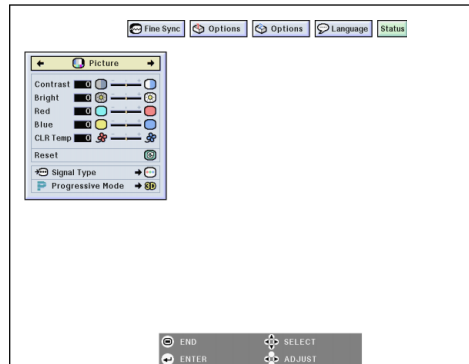 Fine Sync Options Options Language Status
Picture
Contrast 0
Bright 0
Red 0
Blue 0
CLR Temp 0
Reset
Signal Type
P Progressive Mode 3D
END SELECT
ENTER ADJUST